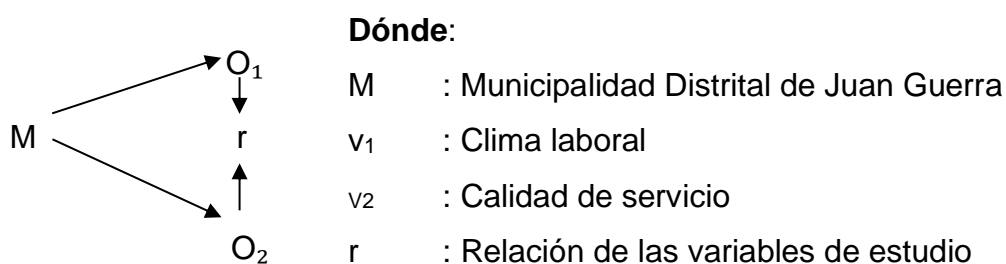 Dónde:
O₁
M : Municipalidad Distrital de Juan Guerra
M r v₁ : Clima laboral
v₂ : Calidad de servicio
O₂ r : Relación de las variables de estudio